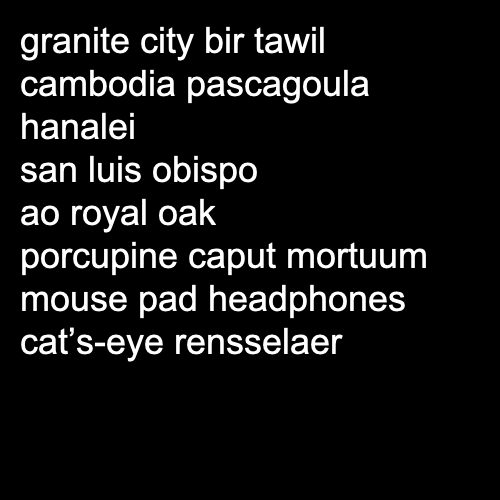 granite city bir tawil
cambodia pascagoula
hanalei
san luis obispo
ao royal oak
porcupine caput mortuum
mouse pad headphones
cat’s-eye rensselaer